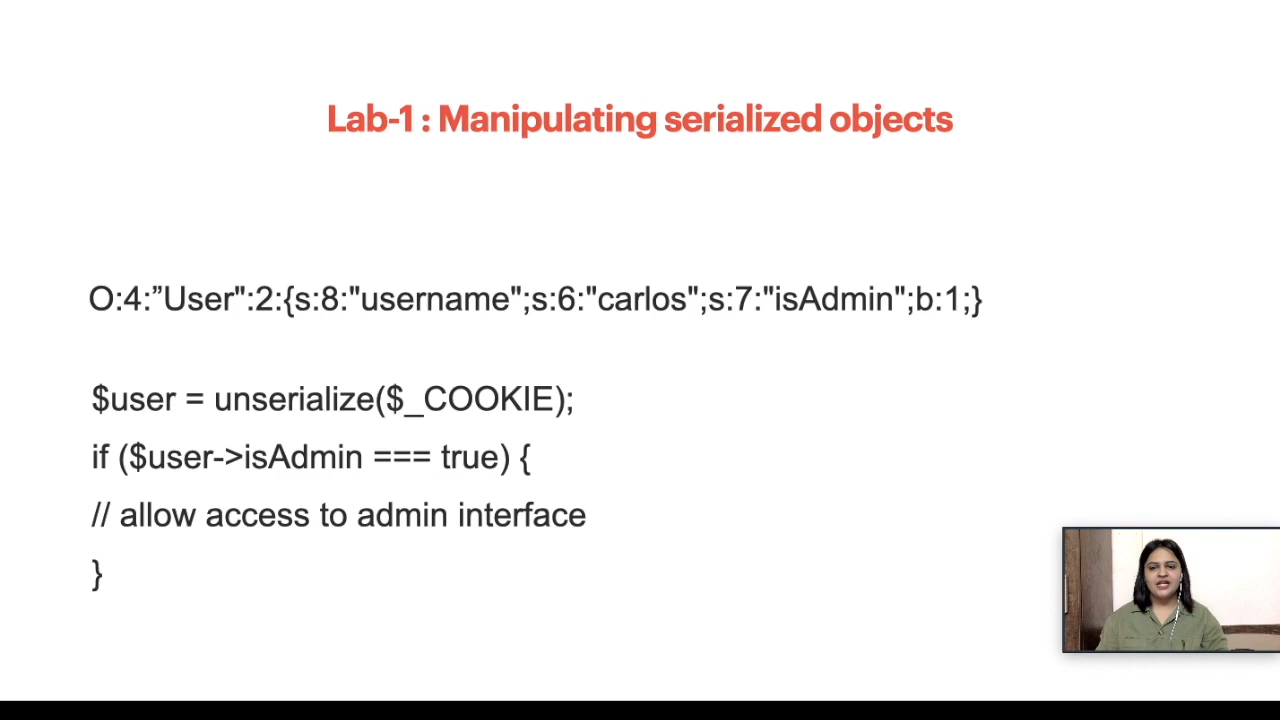 Lab-1 : Manipulating serialized objects
O:4:”User":2:{s:8:"username";s:6:"carlos";s:7:"isAdmin";b:1;}
$user = unserialize($_COOKIE);
if ($user->isAdmin === true) {
// allow access to admin interface
}